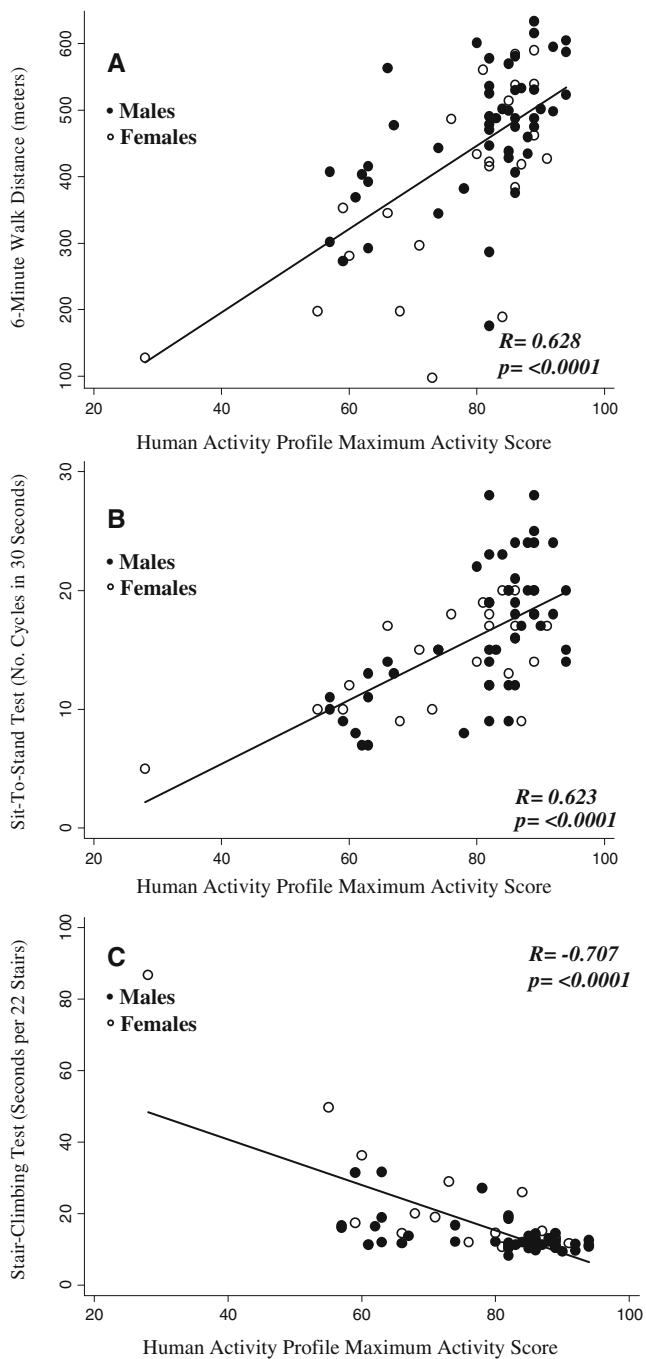 600
500
400
300
200
100
6-Minute Walk Distance (meters)
A
• Males
○ Females
R= 0.628
p= <0.0001
20 40 60 80 100
Human Activity Profile Maximum Activity Score
30
20
10
0
Sit-To-Stand Test (No. Cycles in 30 Seconds)
B
• Males
○ Females
R= 0.623
p= <0.0001
20 40 60 80 100
Human Activity Profile Maximum Activity Score
100
80
60
40
20
0
Stair-Climbing Test (Seconds per 22 Stairs)
C
• Males
○ Females
R= -0.707
p= <0.0001
20 40 60 80 100
Human Activity Profile Maximum Activity Score